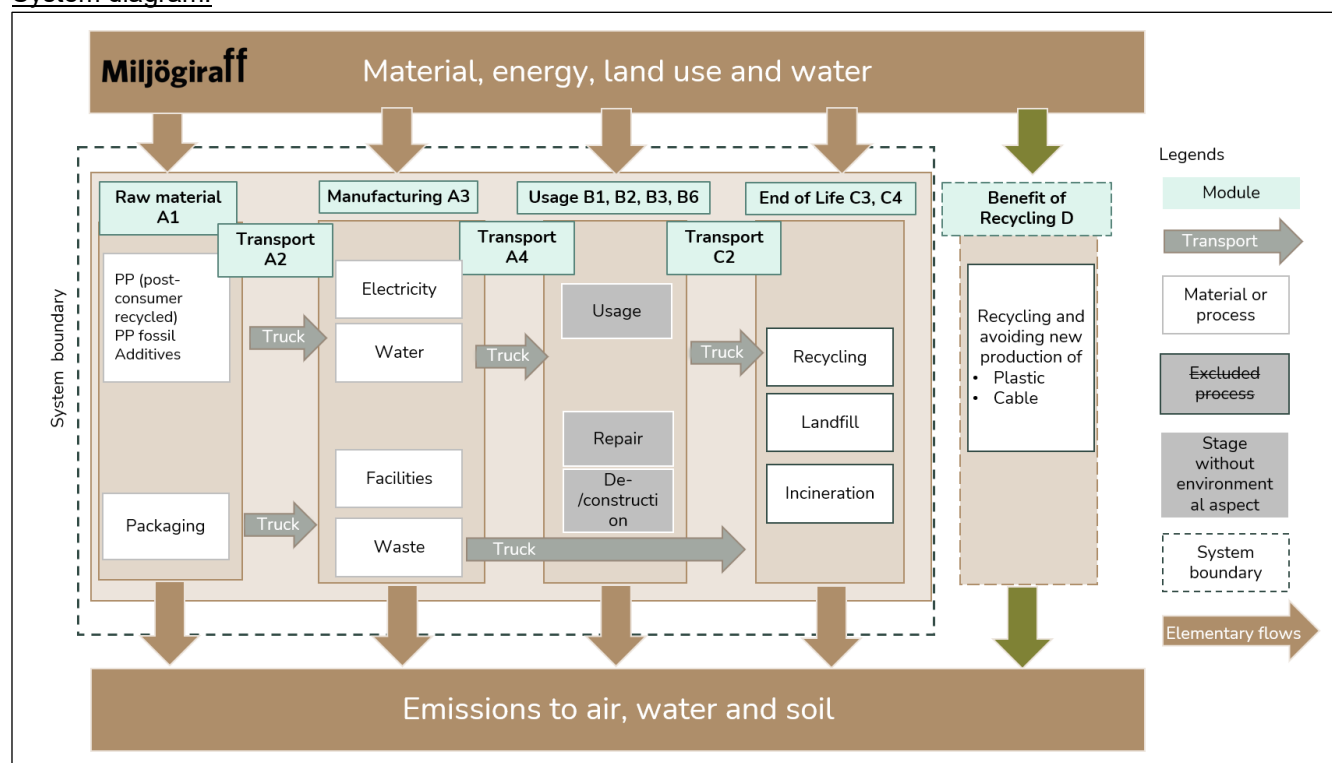 System diagram:
Miljögiraff
Material, energy, land use and water
System boundary
Raw material
A1
Transport
A2
Manufacturing A3
Transport
A4
Usage B1, B2, B3, B6
Transport
C2
End of Life C3, C4
Benefit of
Recycling D
PP (post-
consumer
recycled)
PP fossil
Additives
Packaging
Truck
Truck
Electricity
Water
Facilities
Waste
Truck
Truck
Usage
Repair
De-
/constructi
on
Truck
Recycling
Landfill
Incineration
Recycling and
avoiding new
production of
• Plastic
• Cable
Legends
Module
Transport
Material or
process
Excluded
process
Stage
without
environment
al aspect
System
boundary
Elementary flows
Emissions to air, water and soil